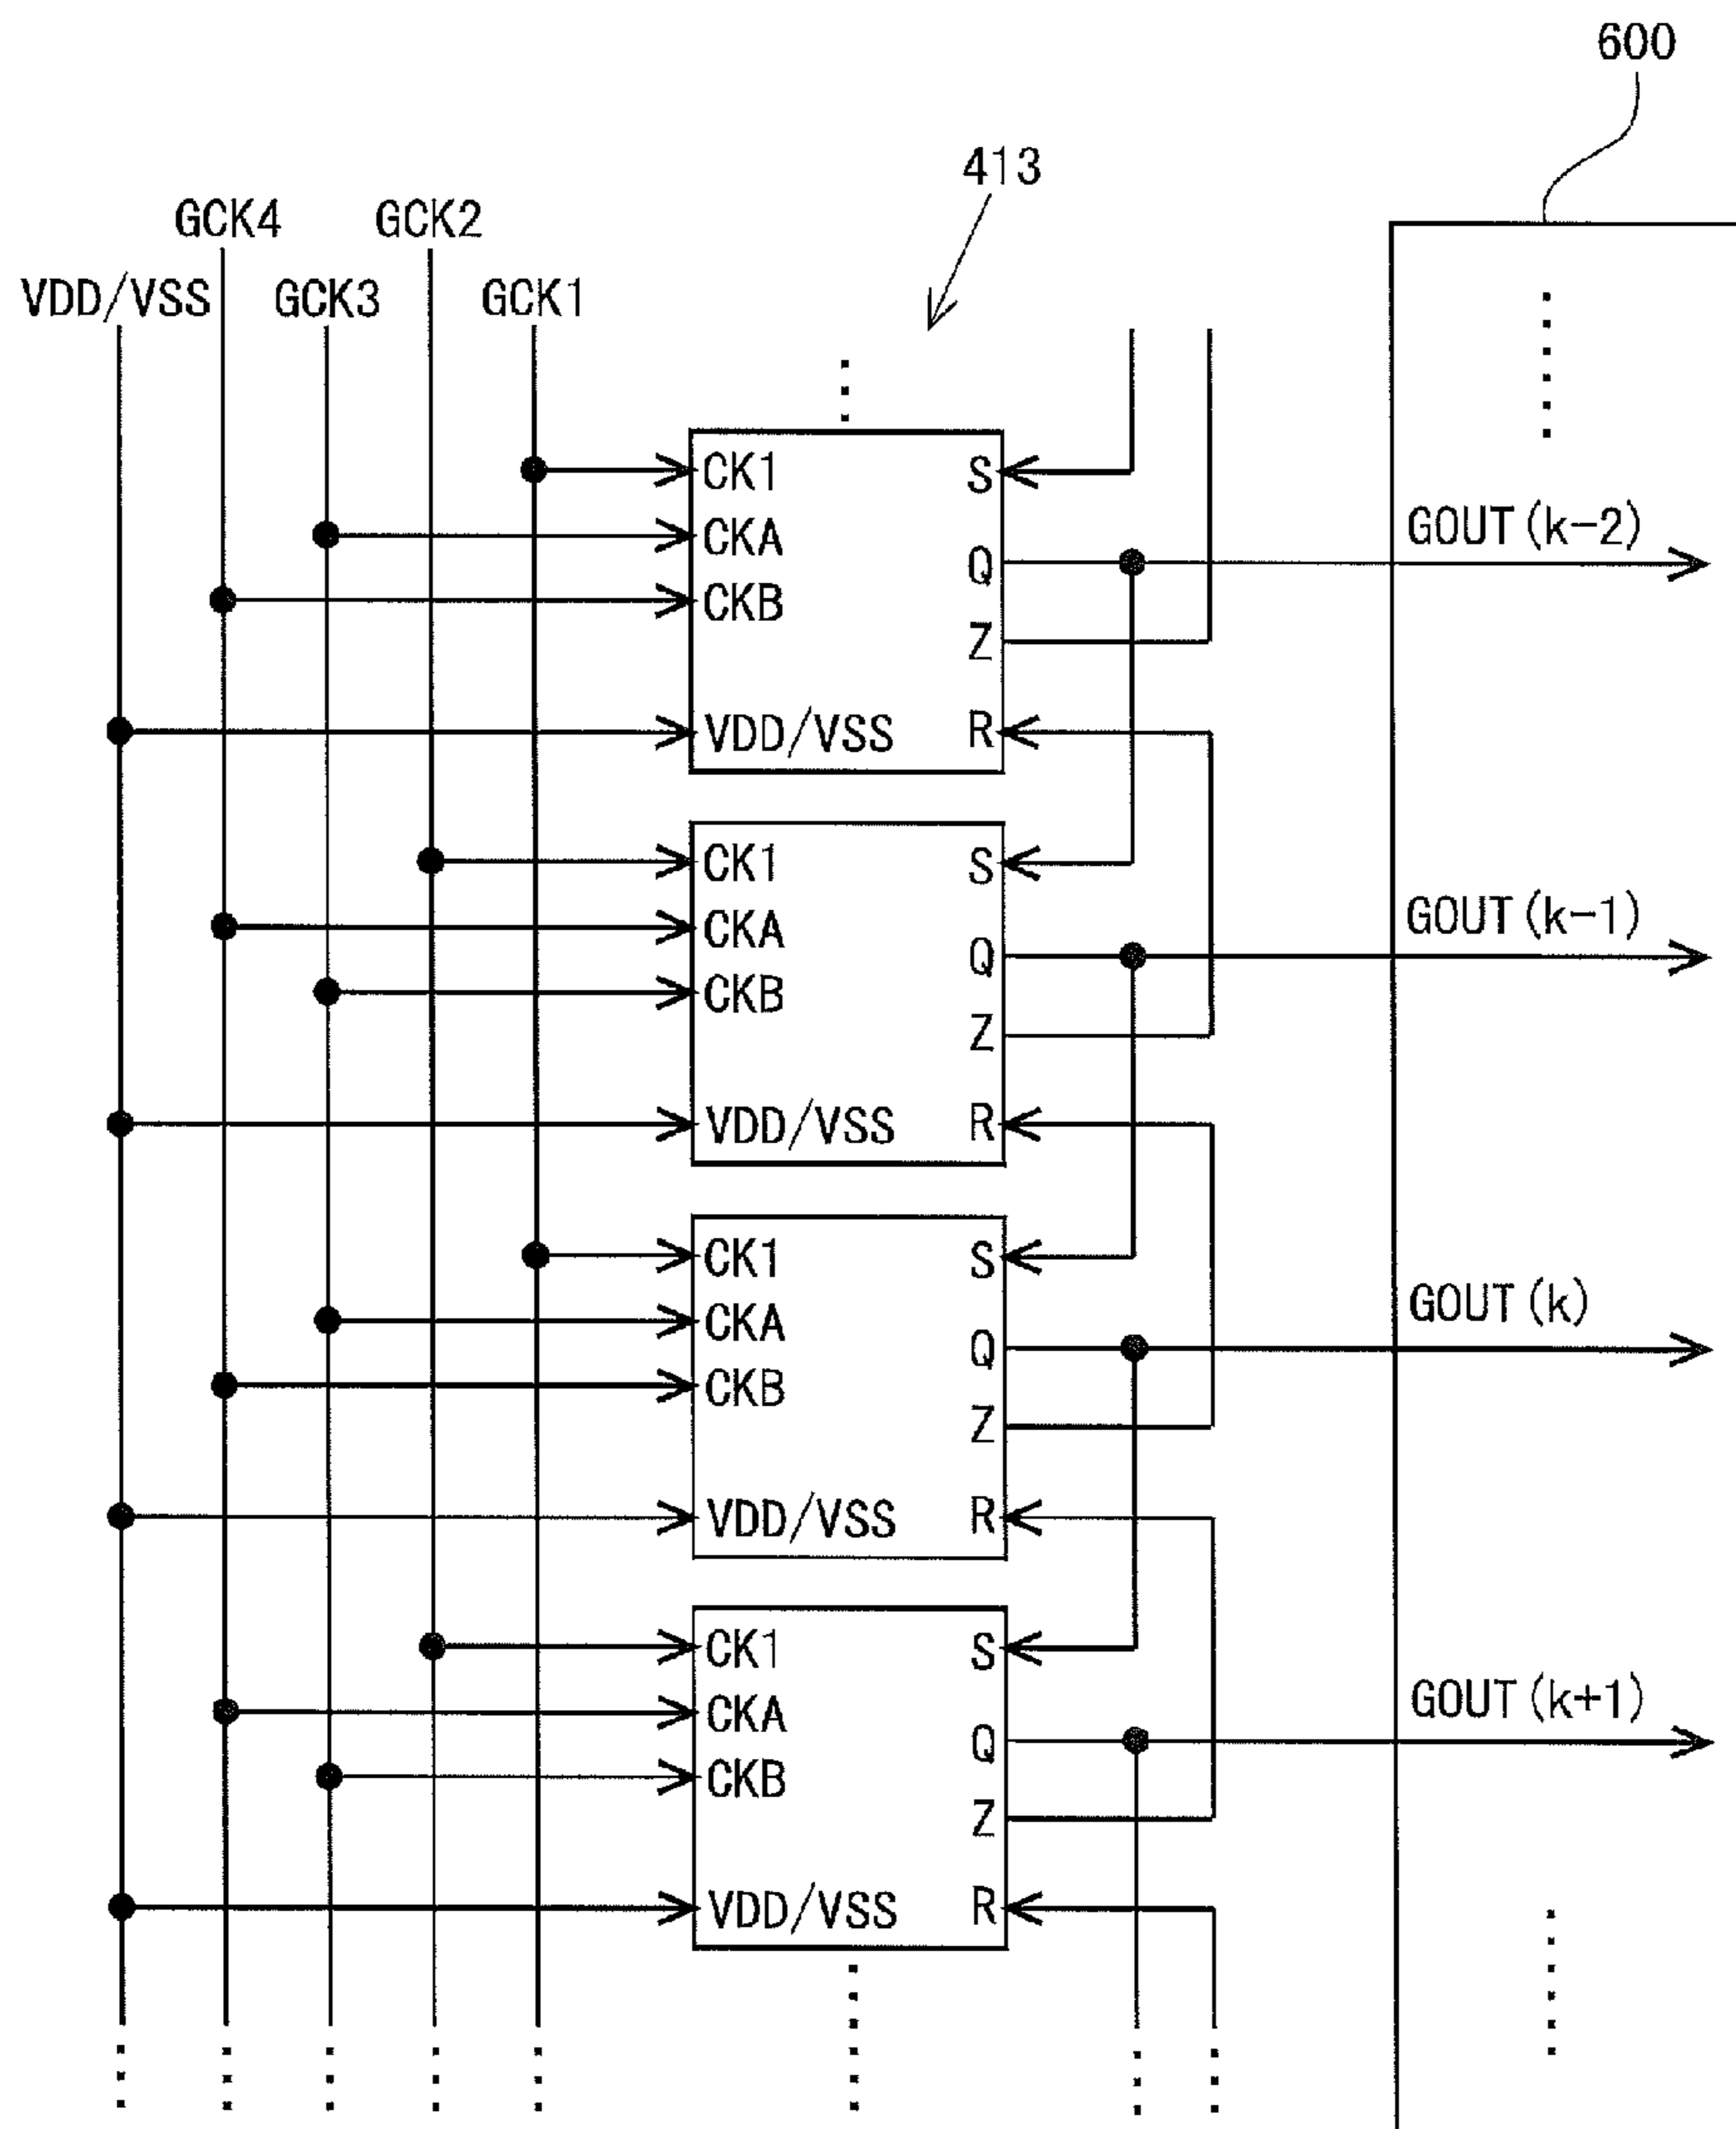 600
413
GCK4 GCK2
VDD/VSS GCK3 GCK1
CK1 S
CKA
Q GOUT(k-2)
CKB
Z
VDD/VSS R
CK1 S
CKA
Q GOUT(k-1)
CKB
Z
VDD/VSS R
CK1 S
CKA
Q GOUT(k)
CKB
Z
VDD/VSS R
CK1 S
CKA
Q GOUT(k+1)
CKB
Z
VDD/VSS R